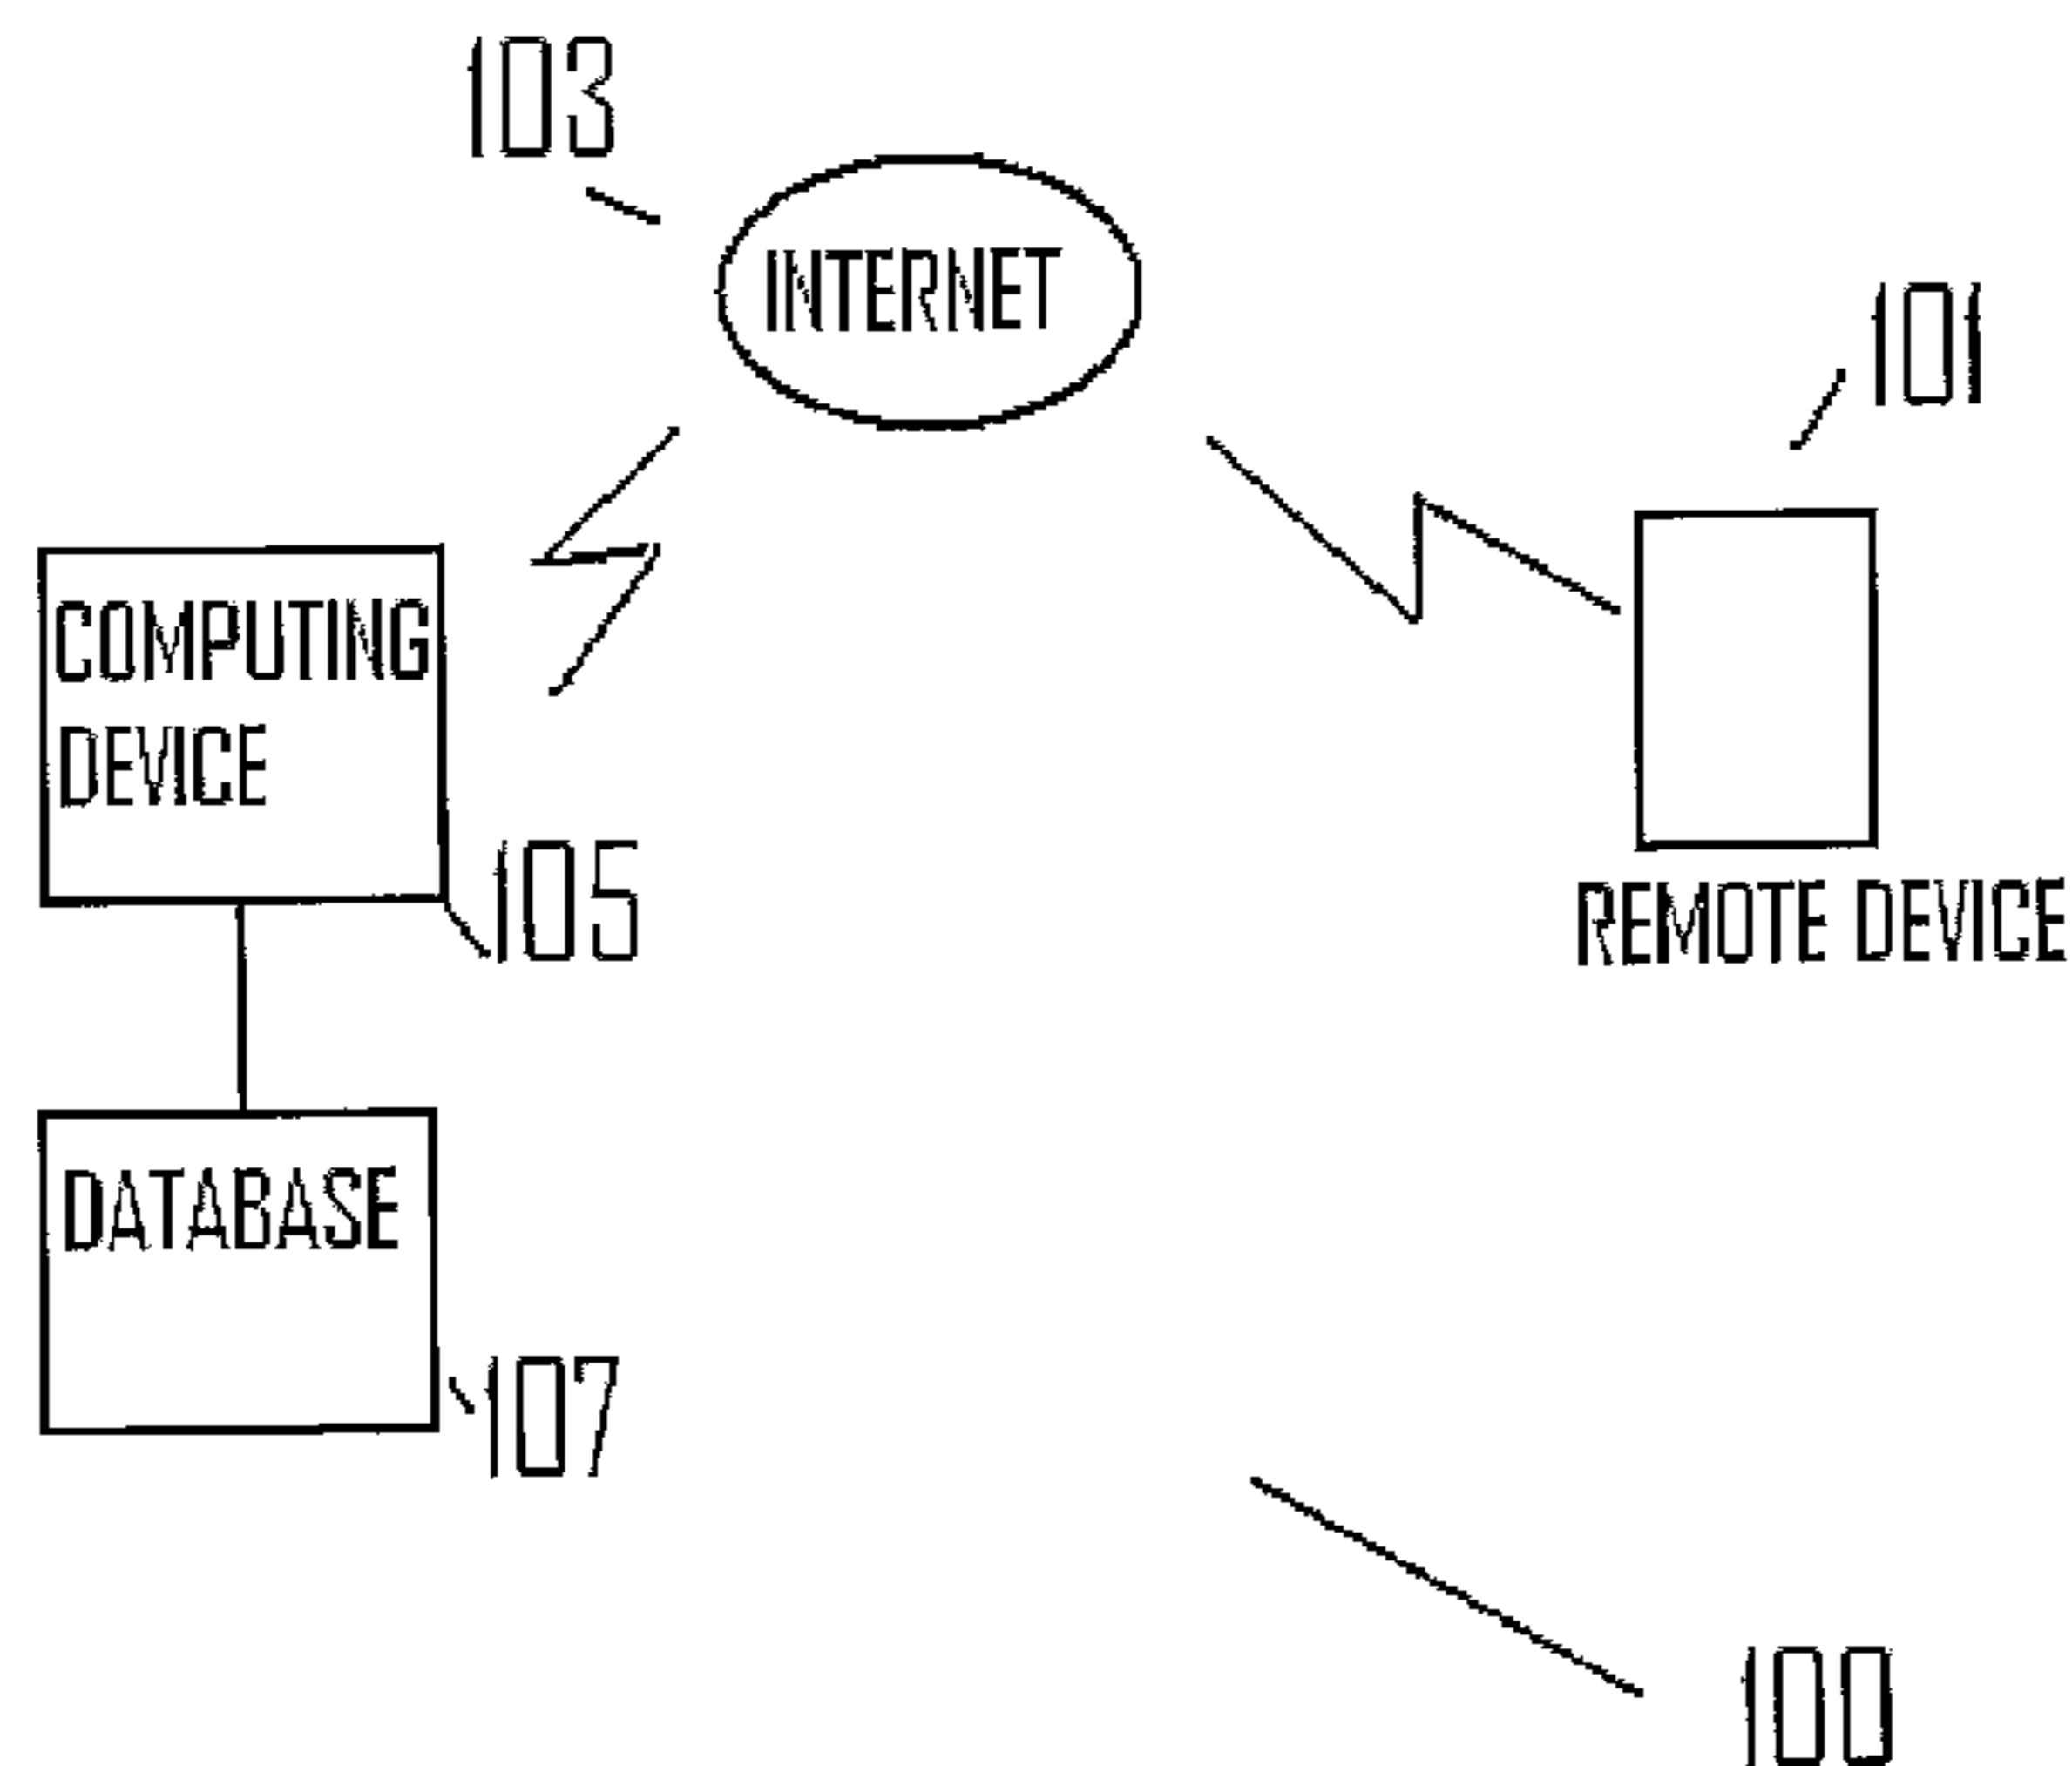 103
INTERNET
101
COMPUTING
DEVICE
105
REMOTE DEVICE
DATABASE
107
100